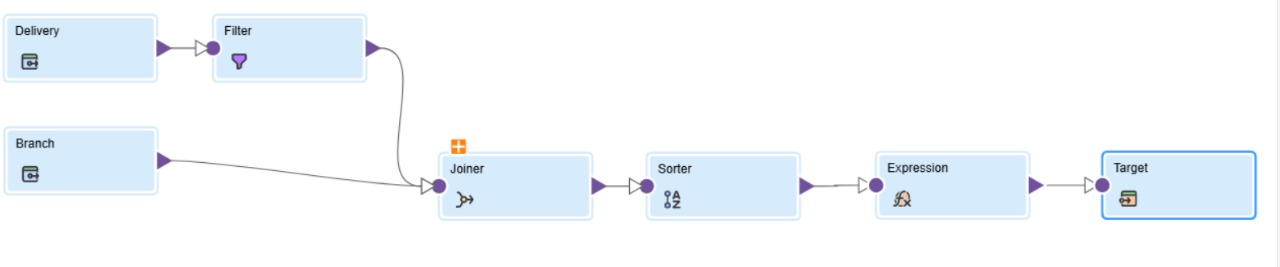 Delivery
Filter
Branch
Joiner
Sorter
Expression
Target